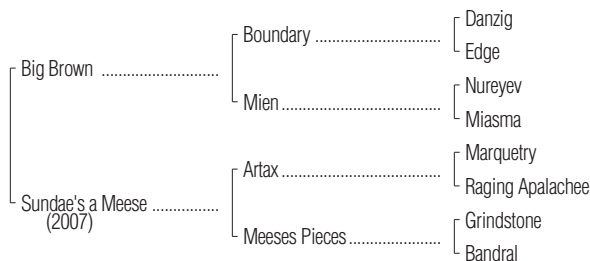 Danzig
Boundary
Edge
Big Brown
Nureyev
Mien
Miasma
Marquetry
Artax
Raging Apalachee
Sundae's a Meese
(2007)
Grindstone
Meeses Pieces
Bandral